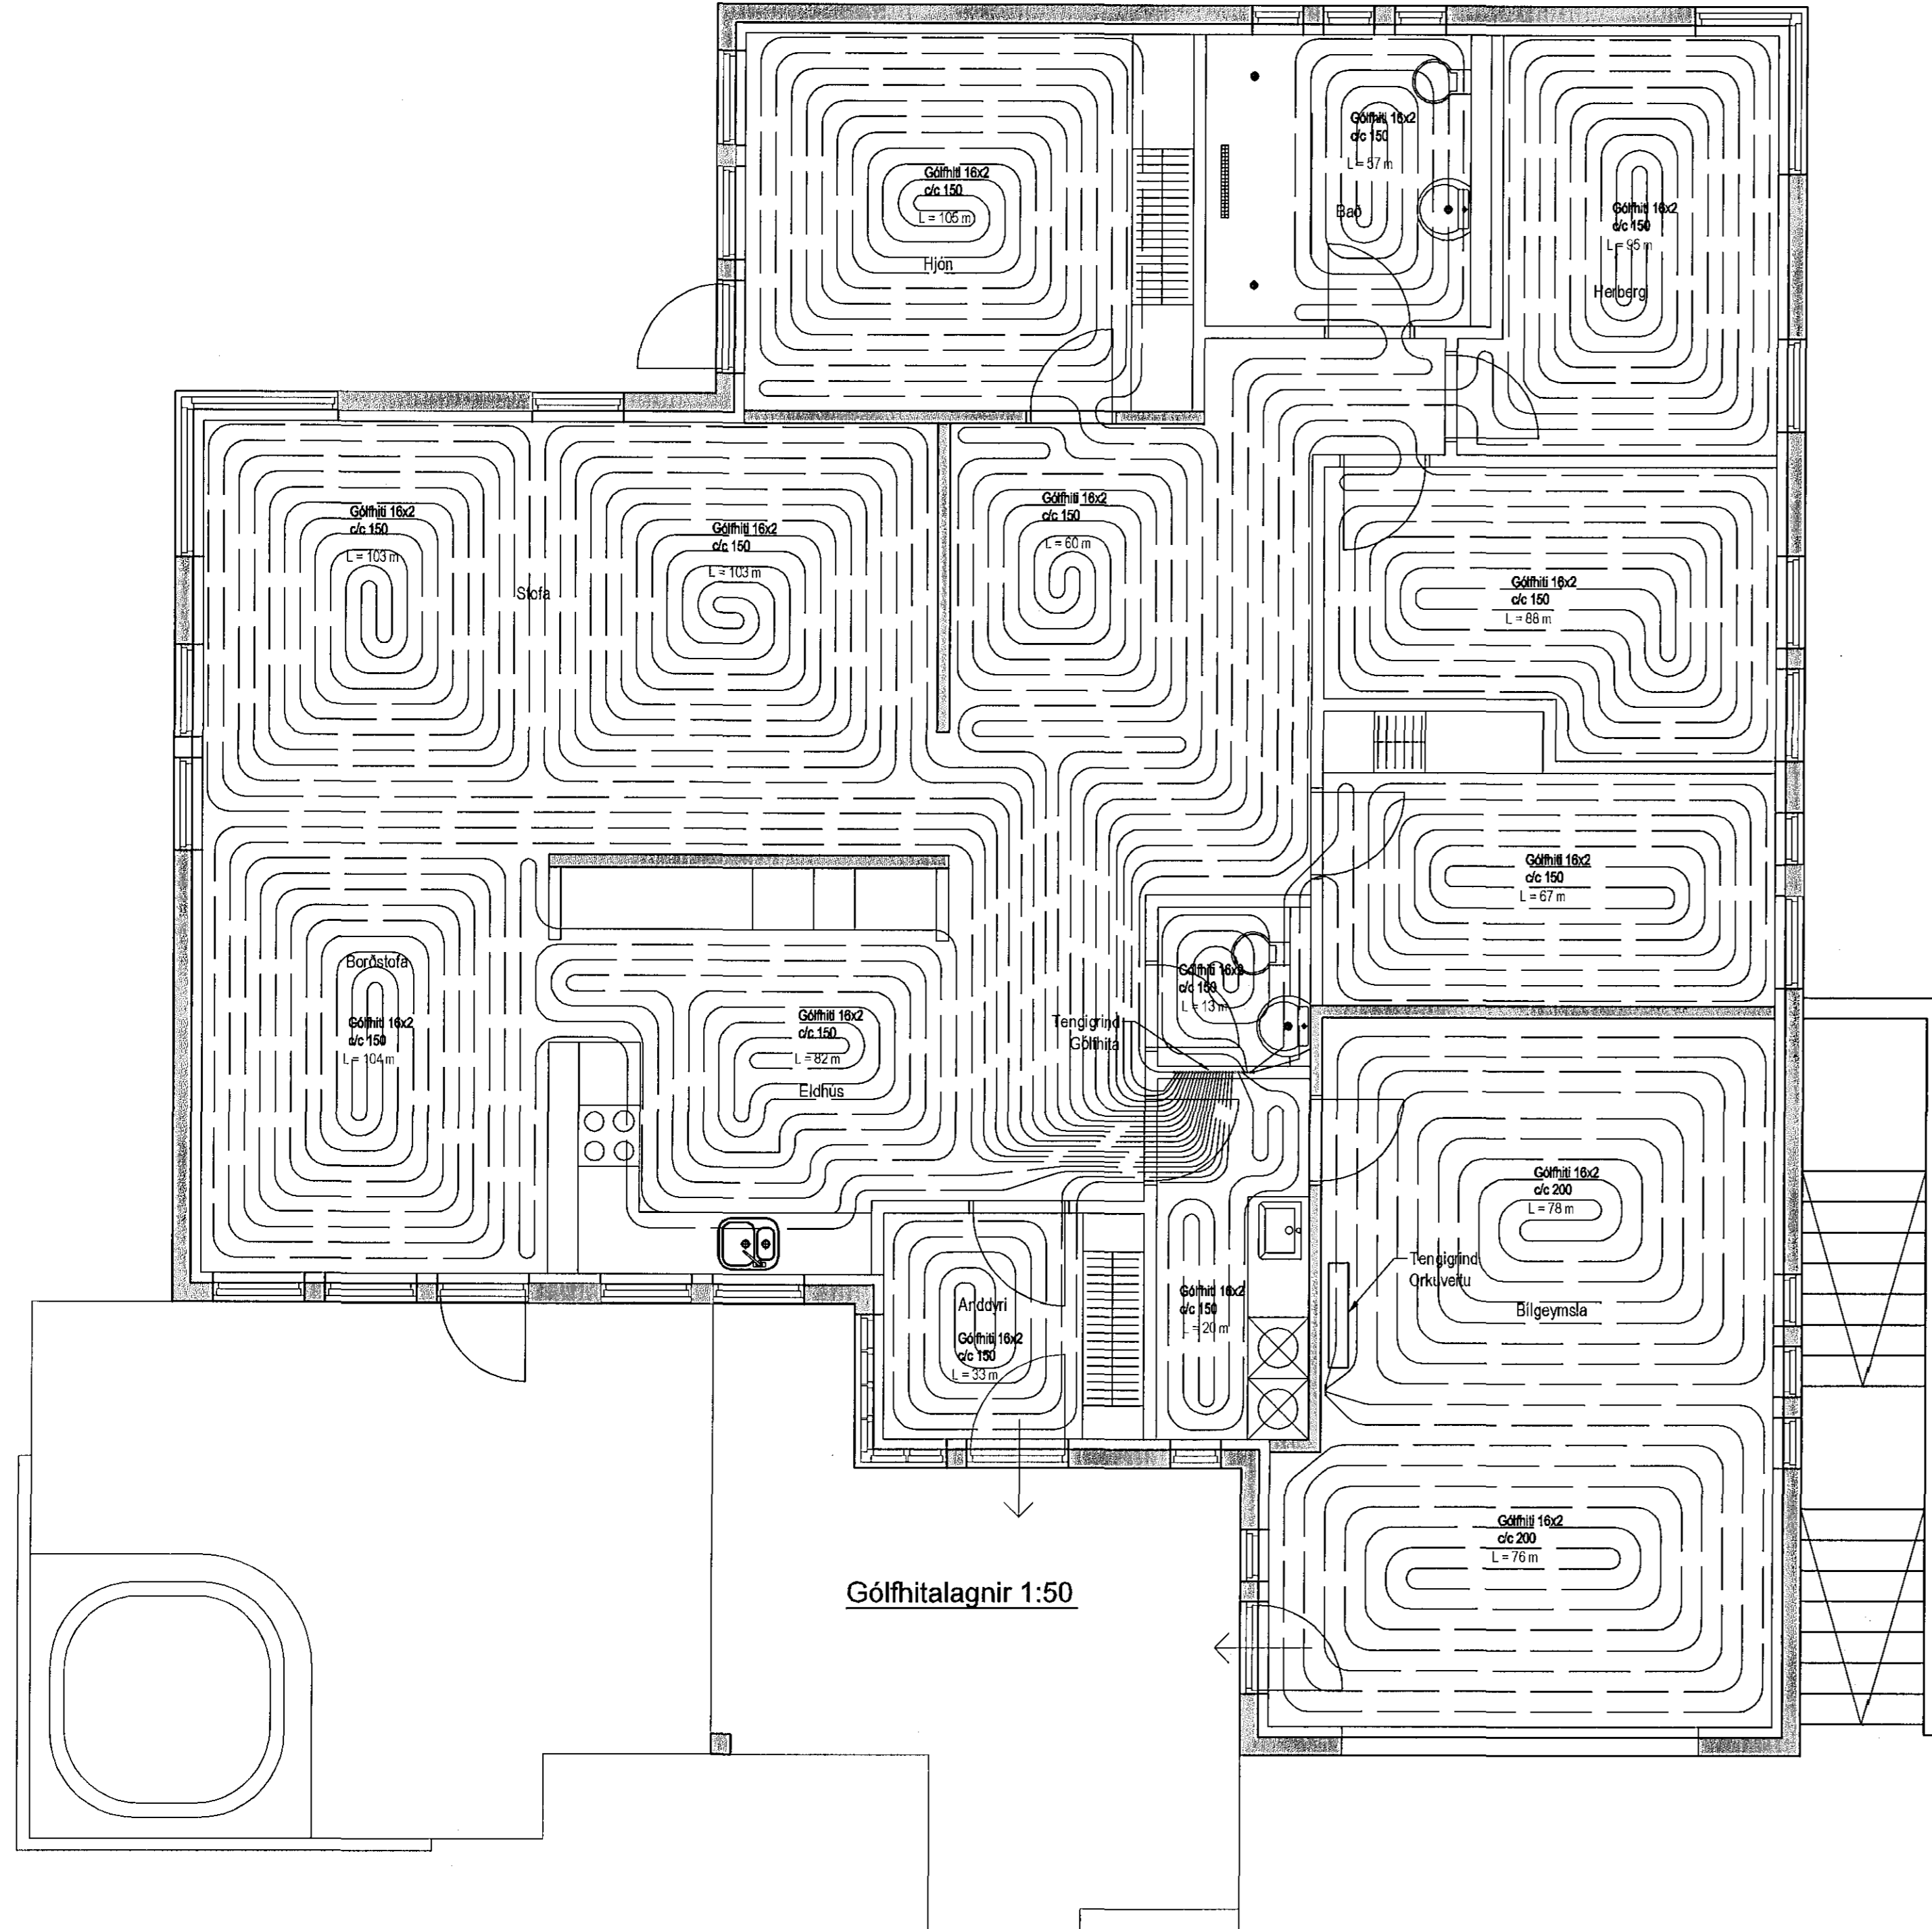 Gólfhiti 16x2
c/c 150
L = 105 m
Hjón
Gólfhiti 16x2
c/c 150
L = 57 m
Bað
Gólfhiti 16x2
c/c 150
L = 95 m
Herbergi
Gólfhiti 16x2
c/c 150
L = 103 m
Stofa
Gólfhiti 16x2
c/c 150
L = 103 m
Gólfhiti 16x2
c/c 150
L = 60 m
Gólfhiti 16x2
c/c 150
L = 88 m
Gólfhiti 16x2
c/c 150
L = 67 m
Borðstofa
Gólfhiti 16x2
c/c 150
L = 104 m
Gólfhiti 16x2
c/c 150
L = 82 m
Eldhús
Gólfhiti 16x2
c/c 150
L = 13 m
Tengigrind
Gólfhita
Gólfhiti 16x2
c/c 200
L = 78 m
Tengigrind
Orkuveitu
Bílgeymsla
Anddyri
Gólfhiti 16x2
c/c 150
L = 33 m
Gólfhiti 16x2
c/c 150
L = 20 m
Gólfhiti 16x2
c/c 200
L = 76 m
Gólfhitalagnir 1:50